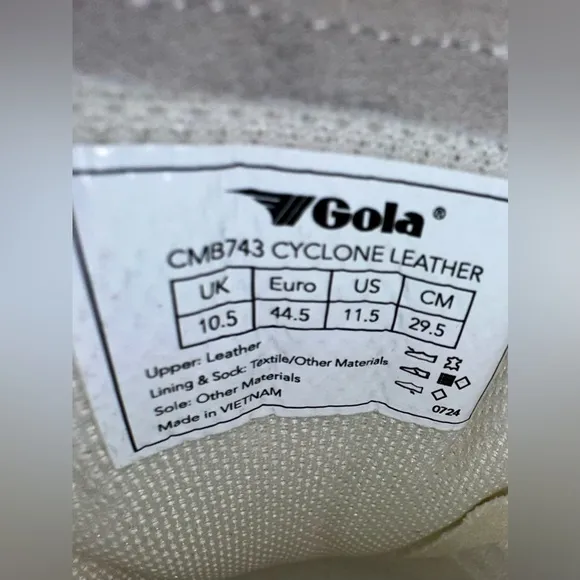 Gola®
CMB743 CYCLONE LEATHER
UK Euro US CM
10.5 44.5 11.5 29.5
Upper: Leather
Lining & Sock: Textile/Other Materials
Sole: Other Materials
Made in VIETNAM
0724